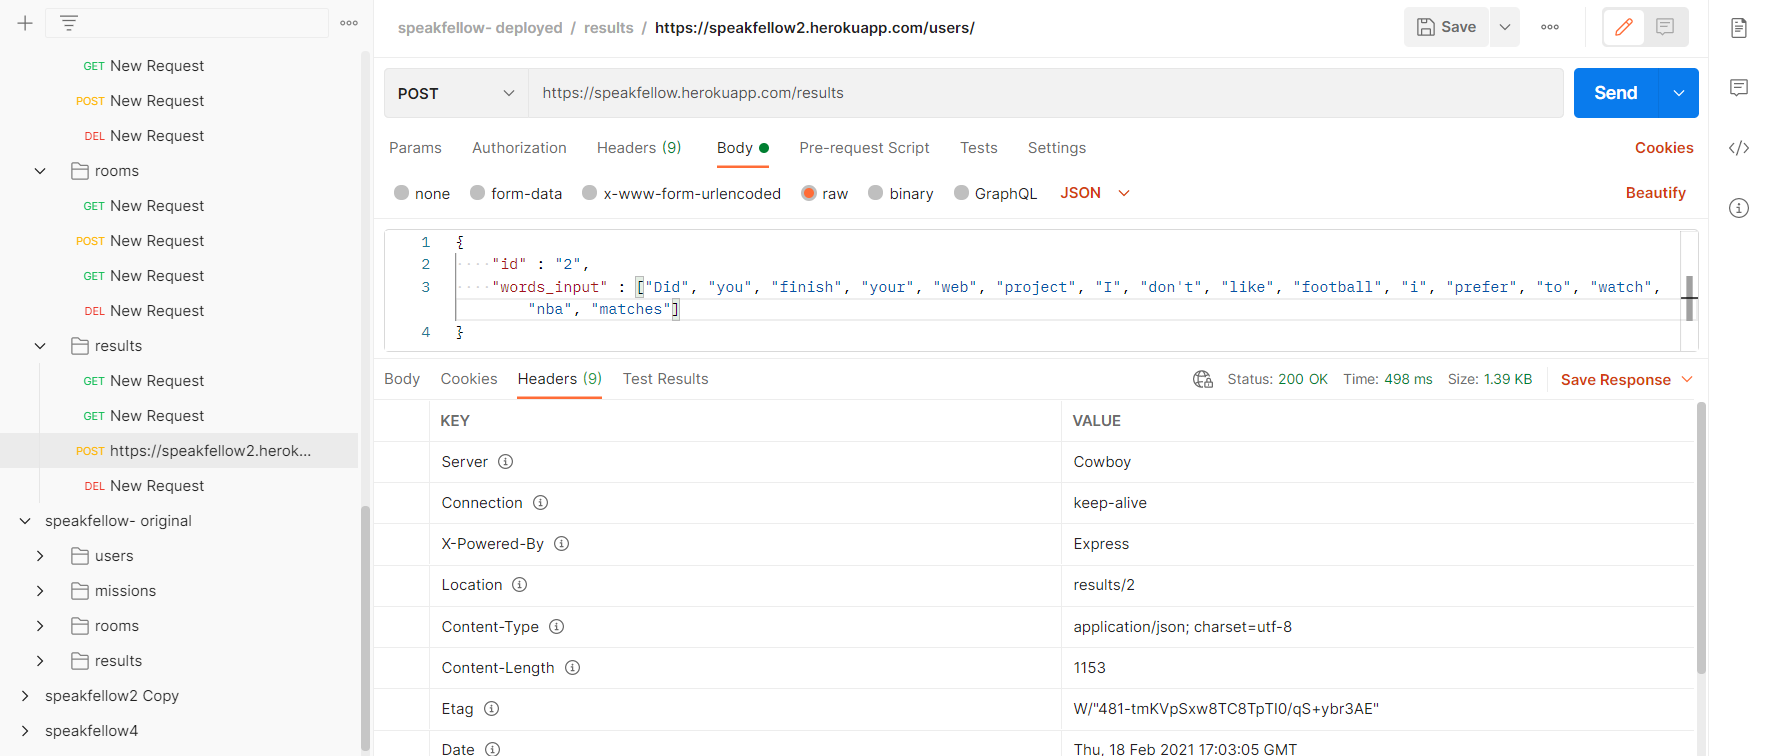 speakfellow- deployed / results / https://speakfellow2.herokuapp.com/users/
Save
GET New Request
POST New Request
DEL New Request
rooms
GET New Request
POST New Request
GET New Request
DEL New Request
results
GET New Request
GET New Request
POST https://speakfellow2.herok...
DEL New Request
speakfellow- original
users
missions
rooms
results
speakfellow2 Copy
speakfellow4
POST https://speakfellow.herokuapp.com/results Send
Params Authorization Headers (9) Body Pre-request Script Tests Settings Cookies
none form-data x-www-form-urlencoded raw binary GraphQL JSON Beautify
1 {
2 "id" : "2",
3 "words_input" : ["Did", "you", "finish", "your", "web", "project", "I", "don't", "like", "football", "i", "prefer", "to", "watch",
"nba", "matches"]
4 }
Body Cookies Headers (9) Test Results Status: 200 OK Time: 498 ms Size: 1.39 KB Save Response
KEY VALUE
Server Cowboy
Connection keep-alive
X-Powered-By Express
Location results/2
Content-Type application/json; charset=utf-8
Content-Length 1153
Etag W/"481-tmKVpSxw8TC8TpTI0/qS+ybr3AE"
Date Thu, 18 Feb 2021 17:03:05 GMT